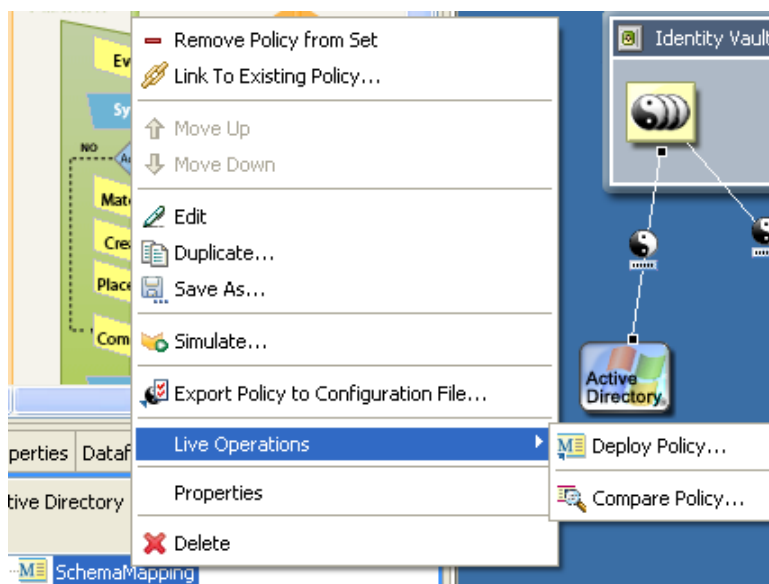 Remove Policy from Set
Link To Existing Policy...
Move Up
Move Down
Edit
Duplicate...
Save As...
Simulate...
Export Policy to Configuration File...
Live Operations
Properties
Delete
Deploy Policy...
Compare Policy...
Identity Vault
Active
Directory
Ev
Sy
NO
Mat
Cre
Place
Com
perties Dataf
tive Directory
SchemaMapping